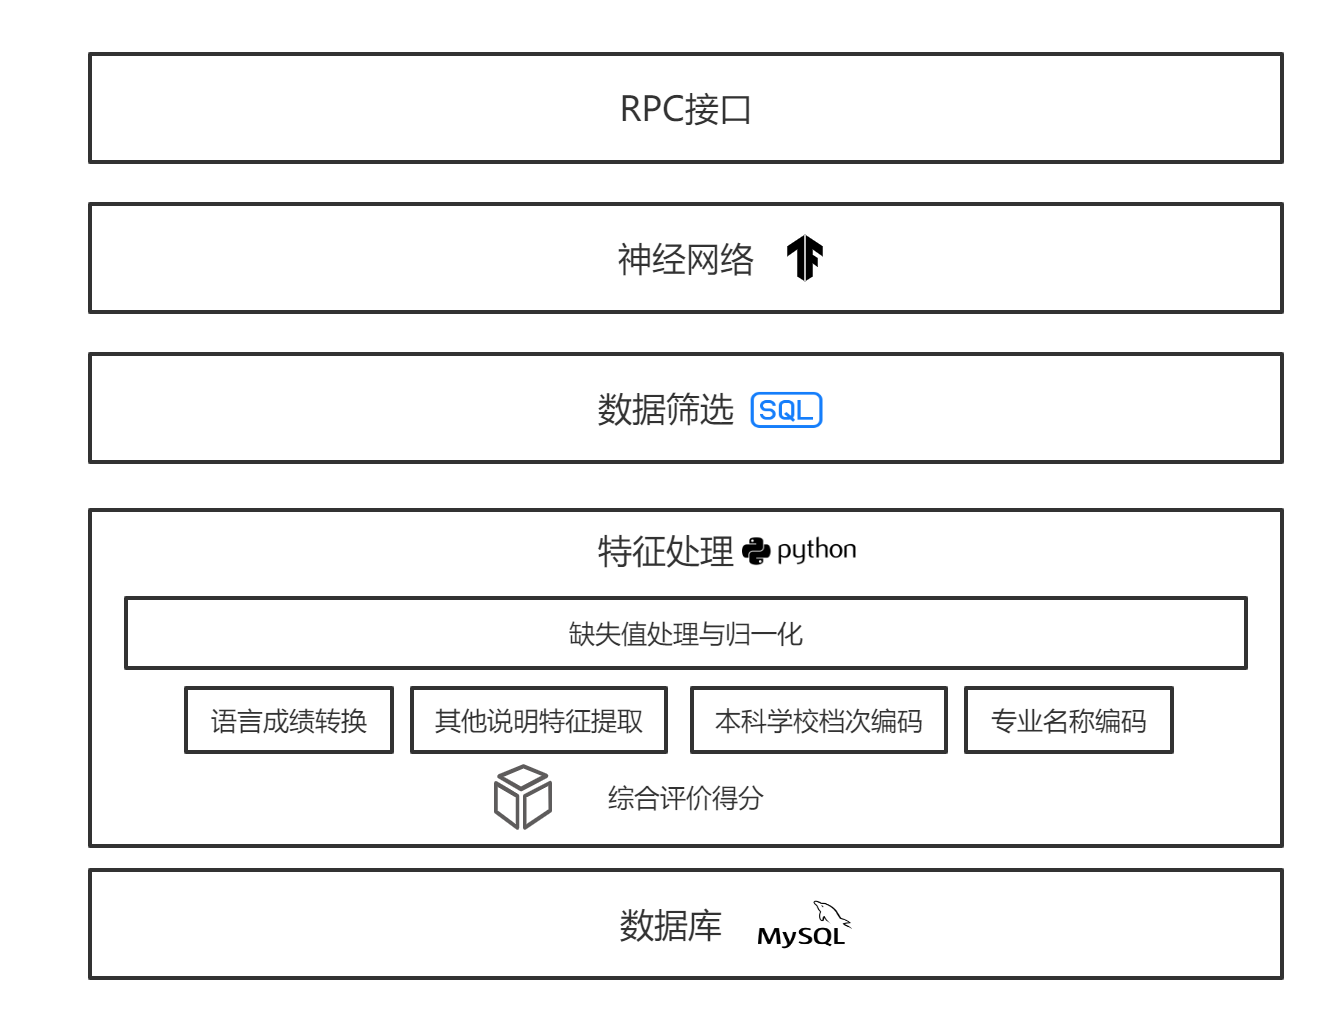 RPC接口
神经网络
数据筛选 SQL
特征处理 python
缺失值处理与归一化
语言成绩转换
其他说明特征提取
本科学校档次编码
专业名称编码
综合评价得分
数据库 MySQL